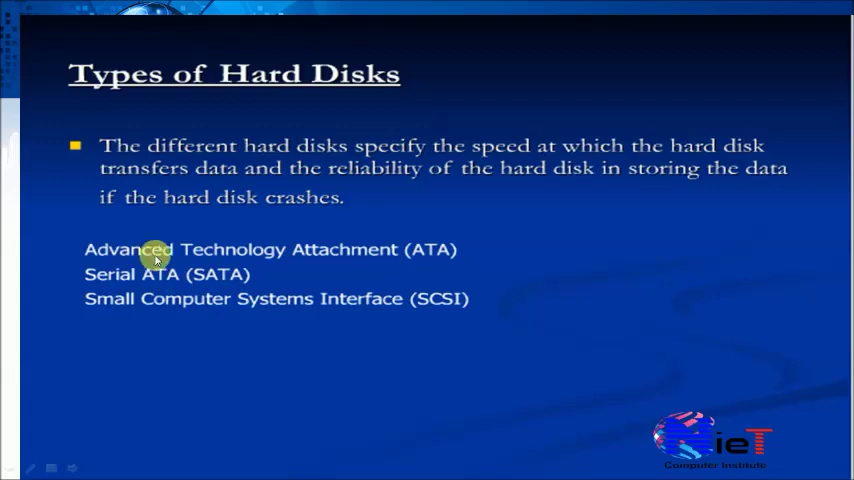 Types of Hard Disks
The different hard disks specify the speed at which the hard disk
transfers data and the reliability of the hard disk in storing the data
if the hard disk crashes.
Advanced Technology Attachment (ATA)
Serial ATA (SATA)
Small Computer Systems Interface (SCSI)
MieT
Computer Institute